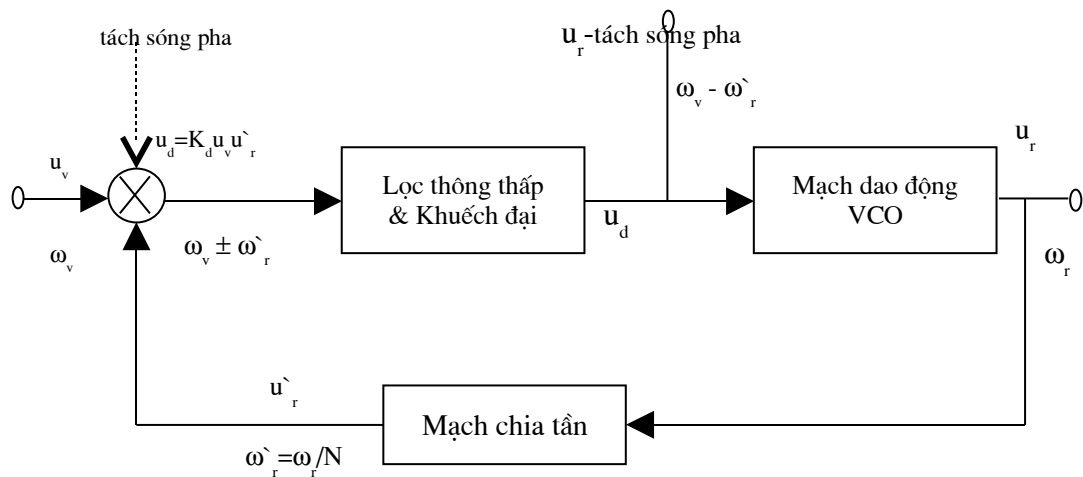 tách sóng pha
u_r-tách sóng pha
ω_v - ω`_r
u_d=K_d u_v u`_r
u_v
ω_v
ω_v ± ω`_r
Lọc thông thấp
& Khuếch đại
u_d
Mạch dao động
VCO
u_r
ω_r
u`_r
ω`_r=ω_r/N
Mạch chia tần